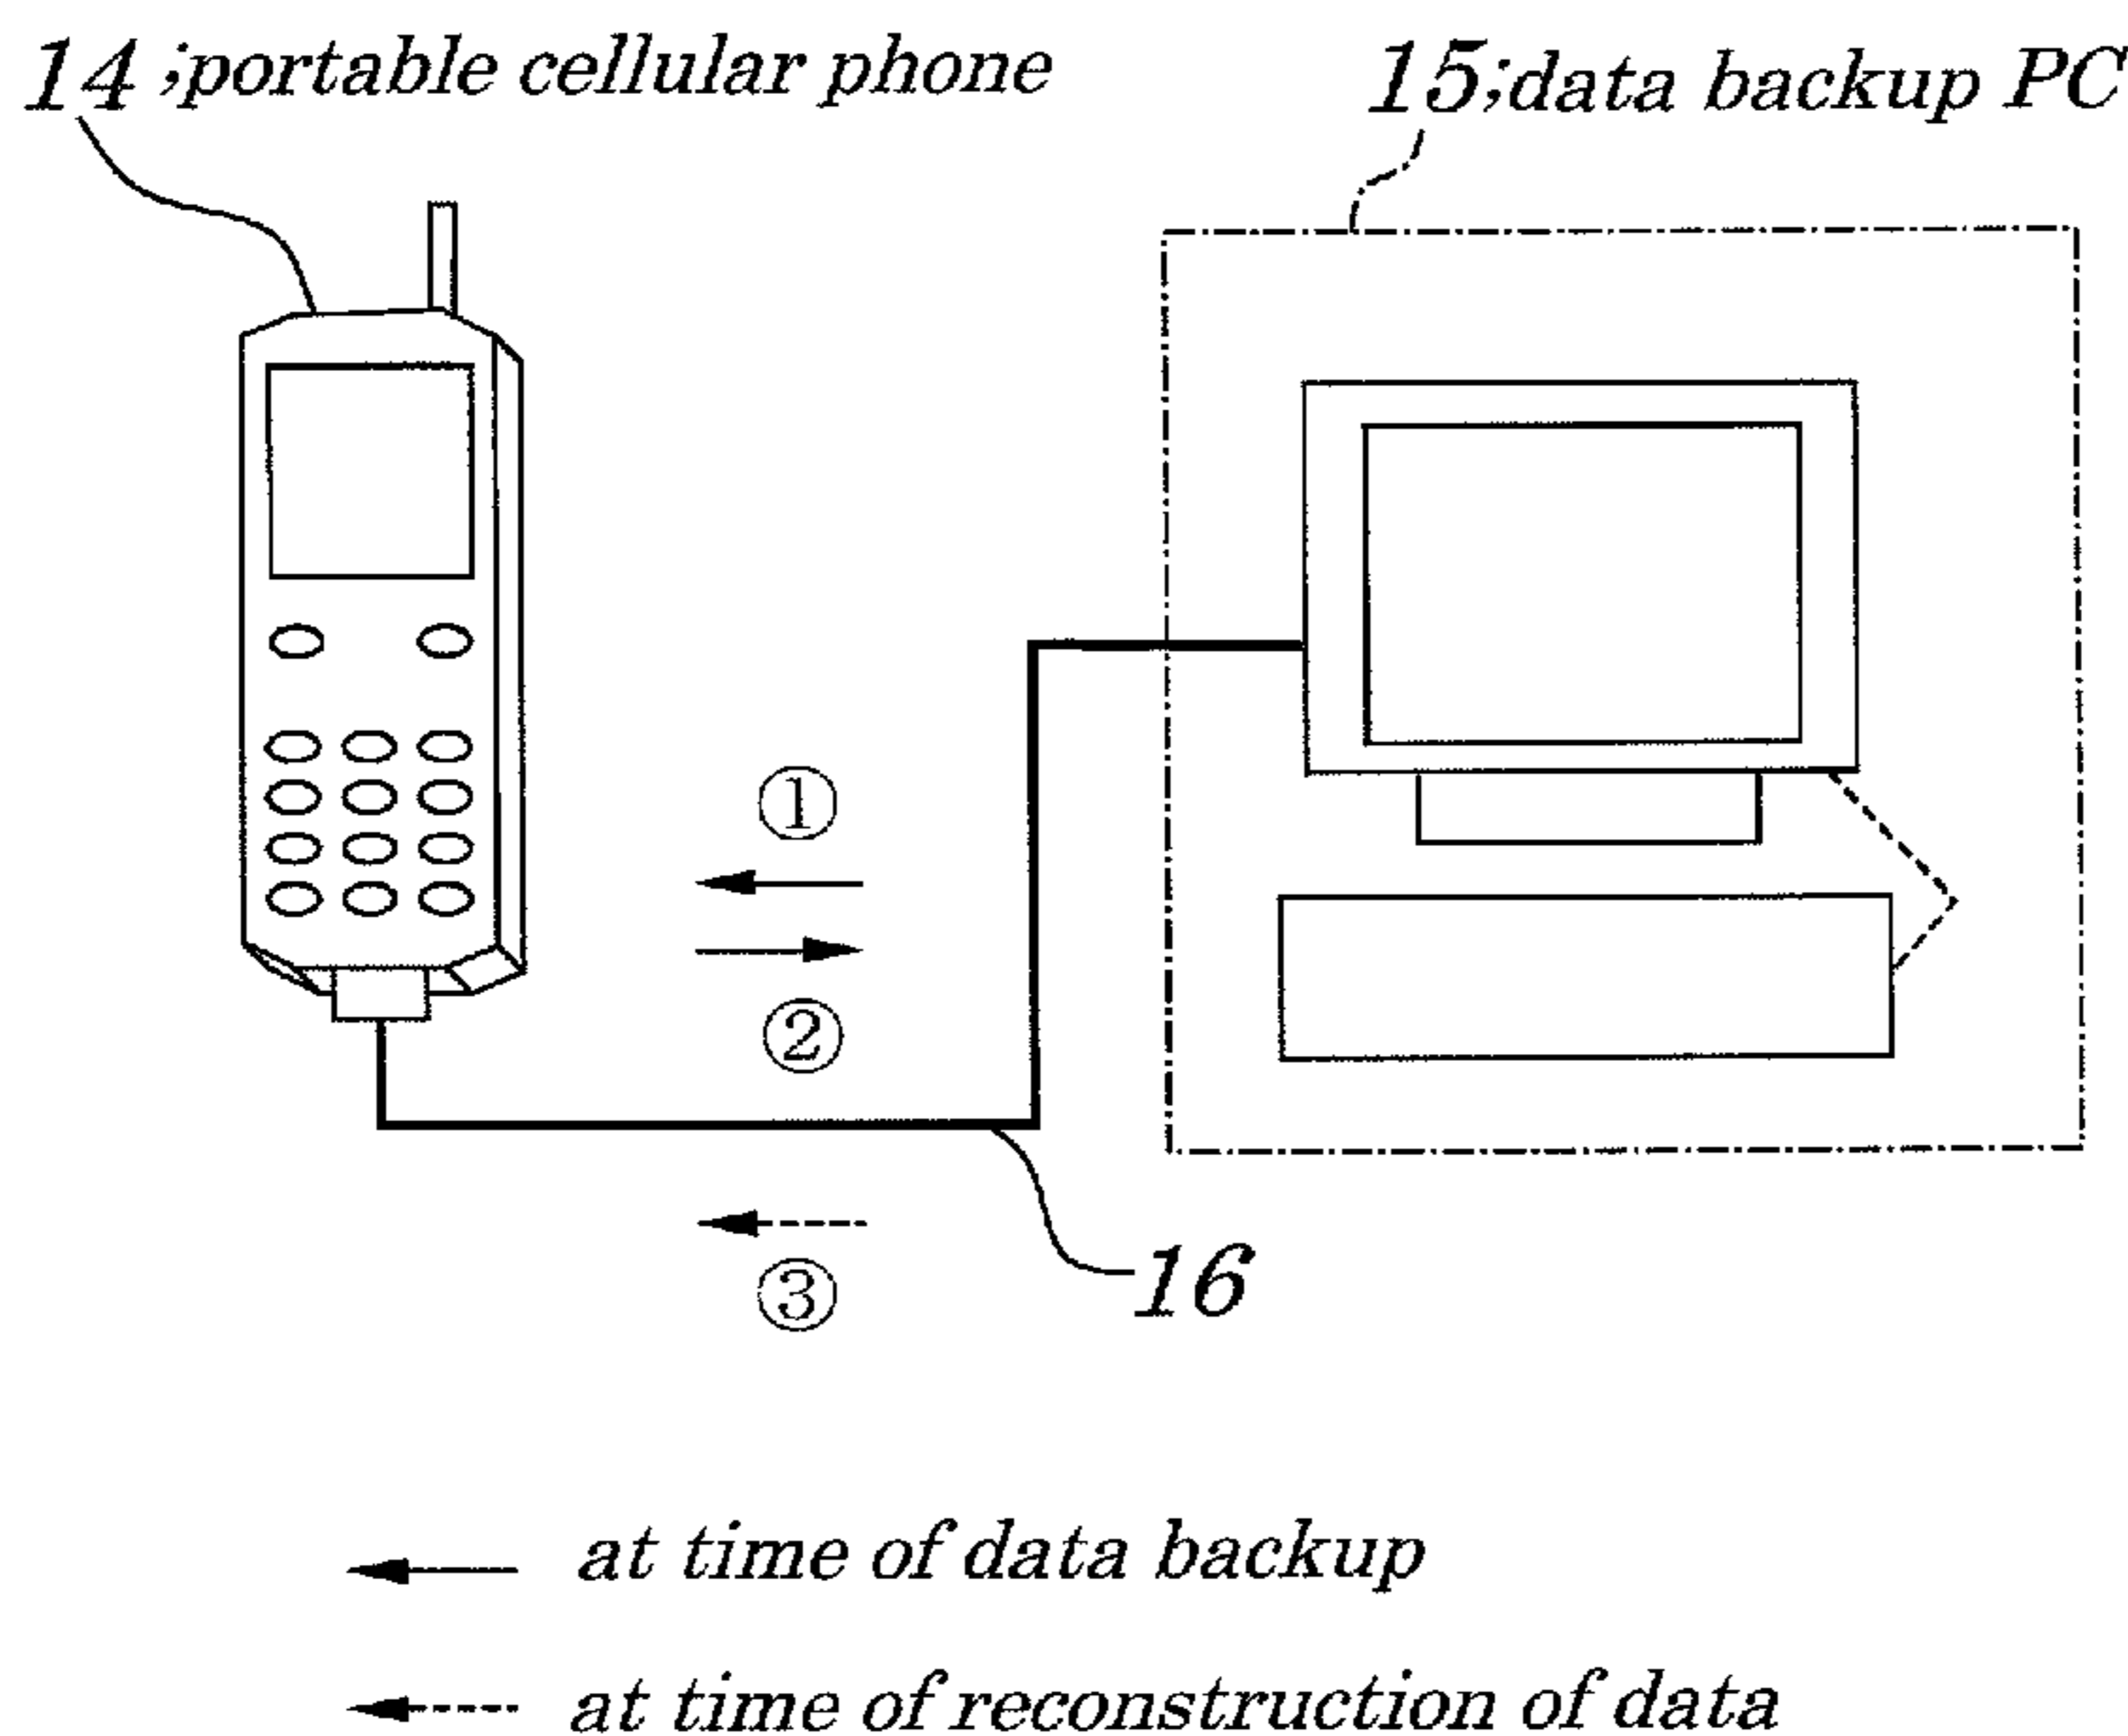 14;portable cellular phone
15;data backup PC
①
②
③
16
at time of data backup
at time of reconstruction of data